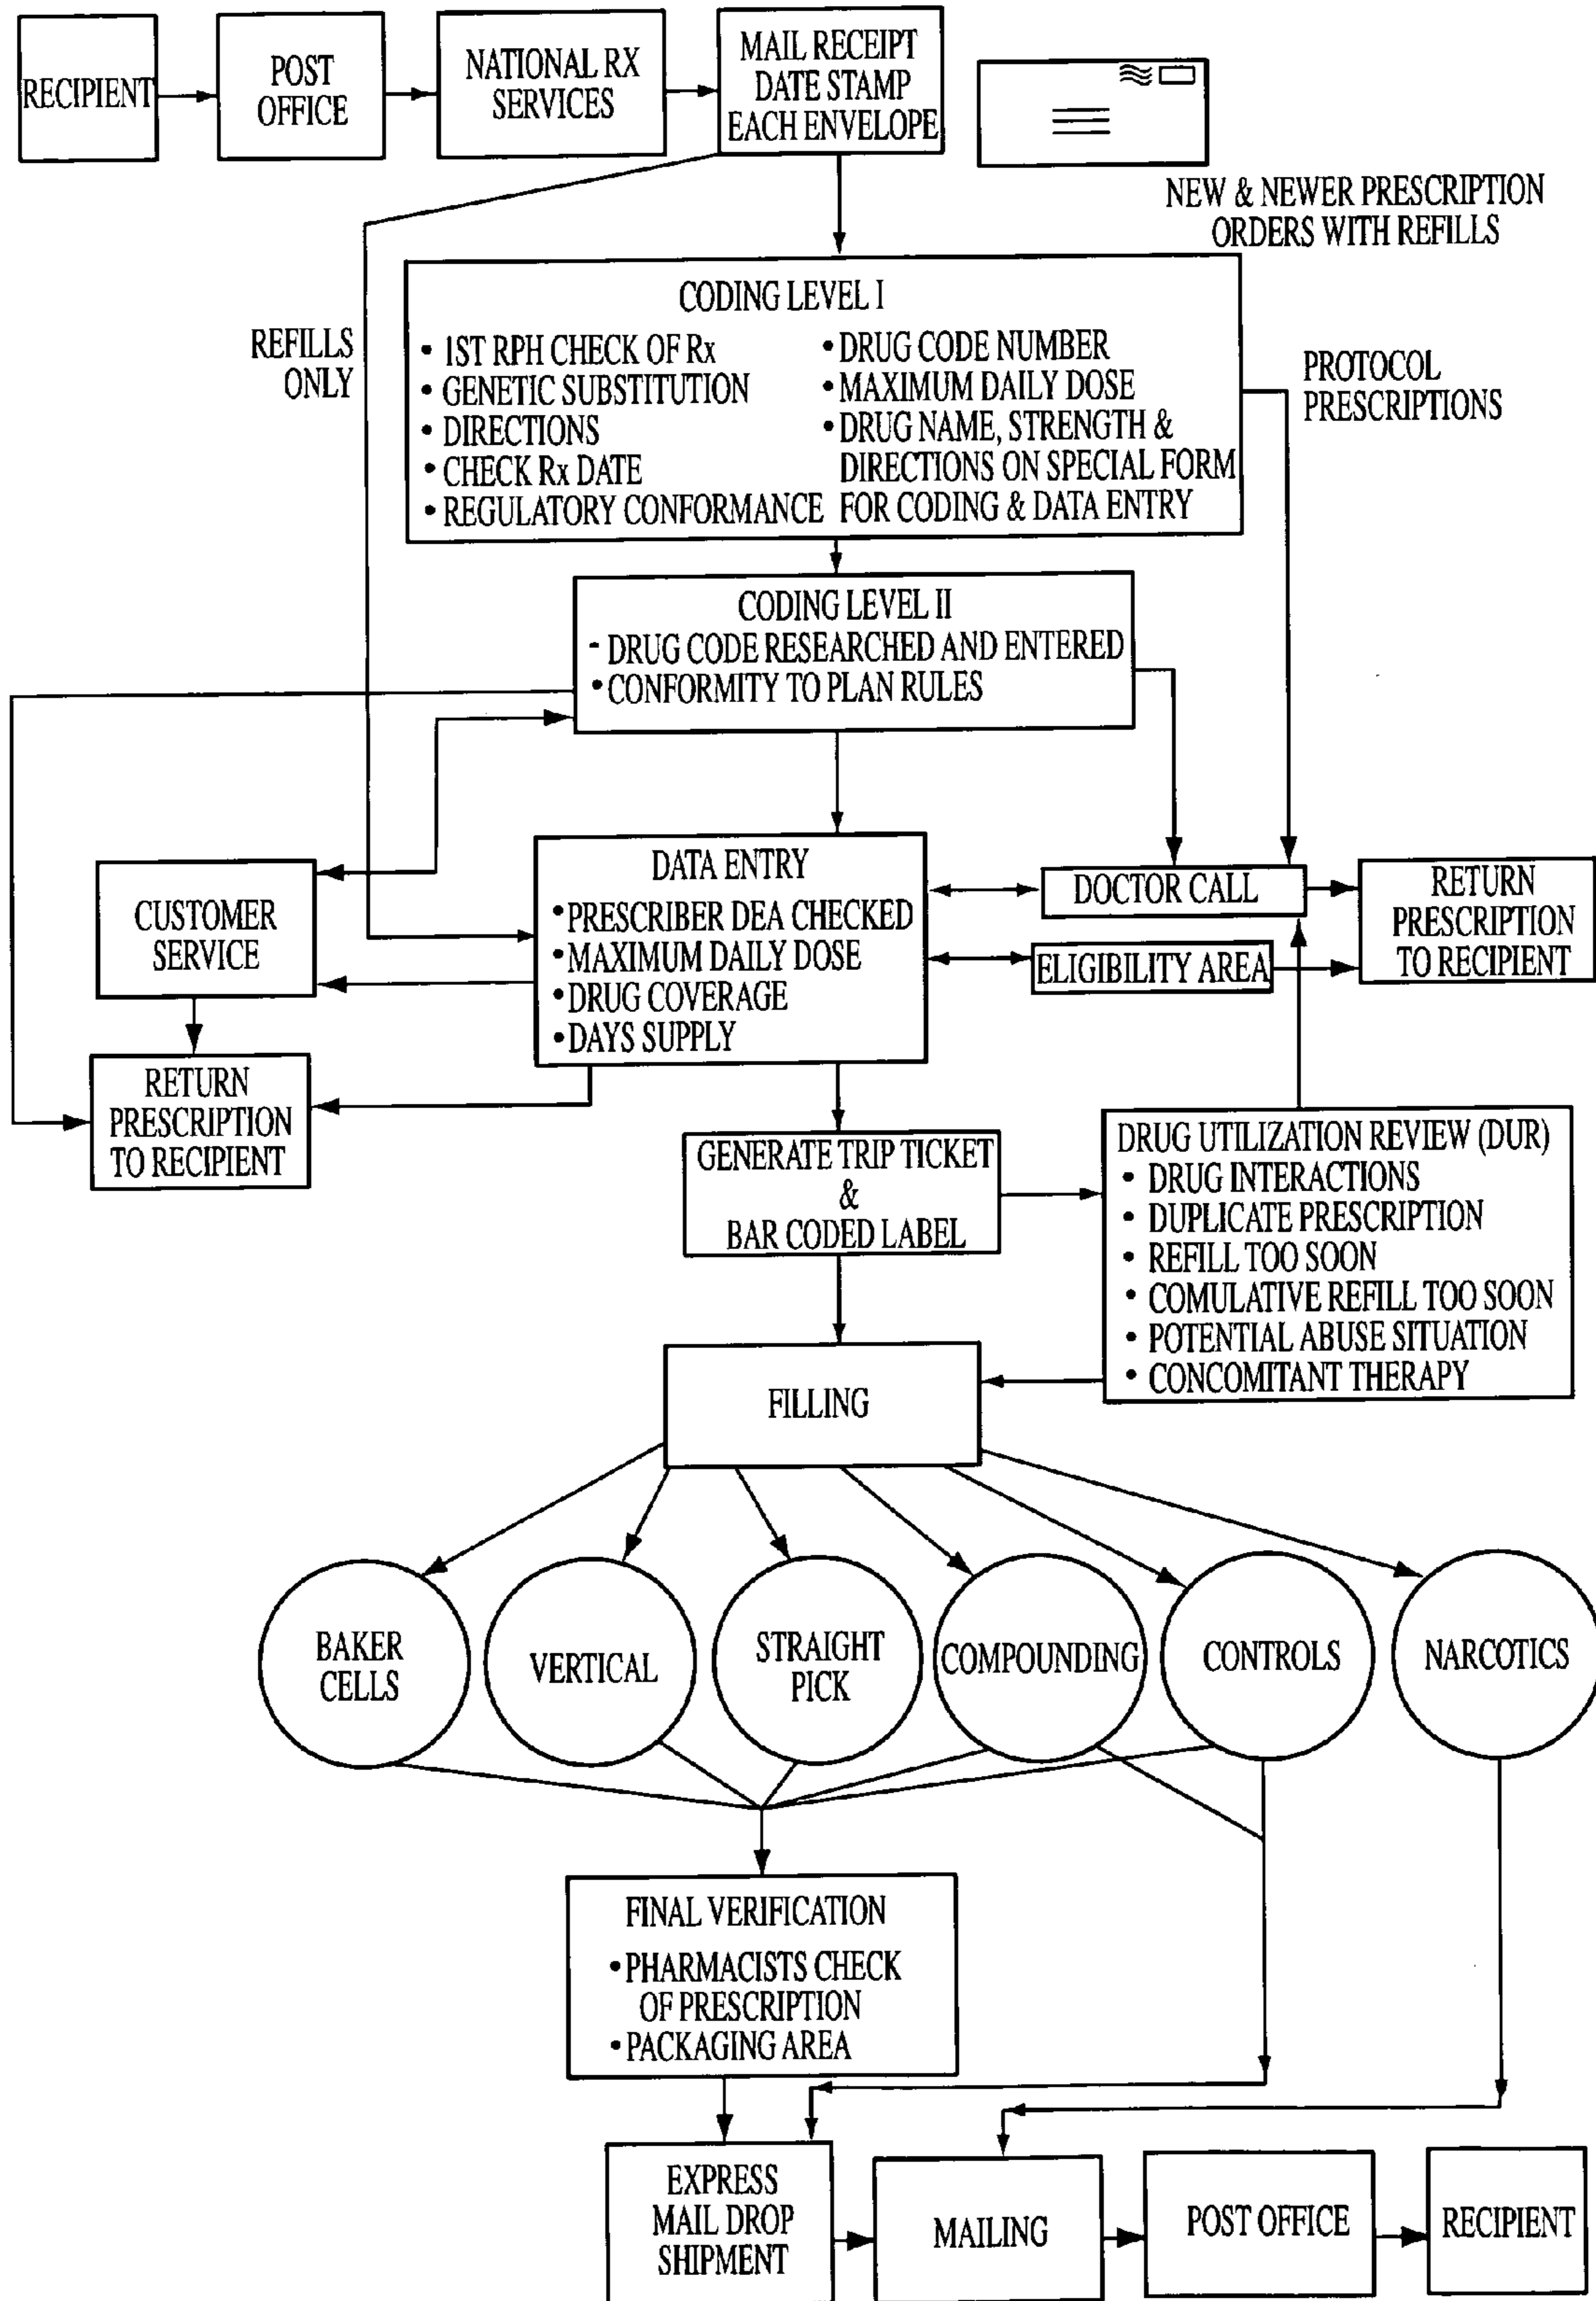 RECIPIENT
POST
OFFICE
NATIONAL RX
SERVICES
MAIL RECEIPT
DATE STAMP
EACH ENVELOPE
NEW & NEWER PRESCRIPTION
ORDERS WITH REFILLS
REFILLS
ONLY
CODING LEVEL I
• 1ST RPH CHECK OF Rx
• GENETIC SUBSTITUTION
• DIRECTIONS
• CHECK Rx DATE
• REGULATORY CONFORMANCE
• DRUG CODE NUMBER
• MAXIMUM DAILY DOSE
• DRUG NAME, STRENGTH &
DIRECTIONS ON SPECIAL FORM
FOR CODING & DATA ENTRY
PROTOCOL
PRESCRIPTIONS
CODING LEVEL II
- DRUG CODE RESEARCHED AND ENTERED
• CONFORMITY TO PLAN RULES
CUSTOMER
SERVICE
DATA ENTRY
• PRESCRIBER DEA CHECKED
• MAXIMUM DAILY DOSE
• DRUG COVERAGE
• DAYS SUPPLY
DOCTOR CALL
ELIGIBILITY AREA
RETURN
PRESCRIPTION
TO RECIPIENT
RETURN
PRESCRIPTION
TO RECIPIENT
GENERATE TRIP TICKET
&
BAR CODED LABEL
DRUG UTILIZATION REVIEW (DUR)
• DRUG INTERACTIONS
• DUPLICATE PRESCRIPTION
• REFILL TOO SOON
• COMULATIVE REFILL TOO SOON
• POTENTIAL ABUSE SITUATION
• CONCOMITANT THERAPY
FILLING
BAKER
CELLS
VERTICAL
STRAIGHT
PICK
COMPOUNDING
CONTROLS
NARCOTICS
FINAL VERIFICATION
• PHARMACISTS CHECK
OF PRESCRIPTION
• PACKAGING AREA
EXPRESS
MAIL DROP
SHIPMENT
MAILING
POST OFFICE
RECIPIENT